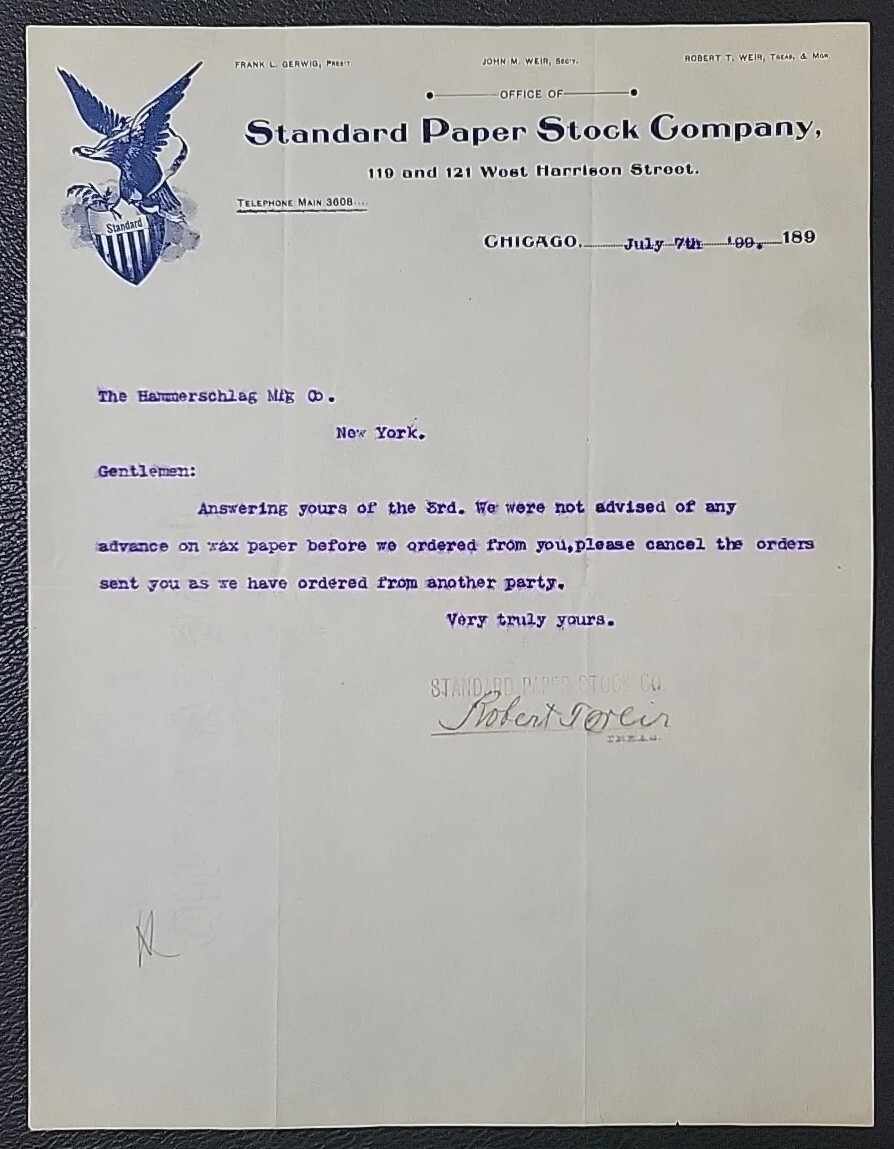 FRANK L. GERWIG, PRES'T.
JOHN M. WEIR, SEC'Y.
ROBERT T. WEIR, TREAS. & MGR.
OFFICE OF
Standard Paper Stock Company,
119 and 121 West Harrison Street.
TELEPHONE MAIN 3608....
Standard
CHICAGO, July 7th '99. 189
The Hammerschlag Mfg Co.
New York.
Gentlemen:
Answering yours of the 3rd. We were not advised of any
advance on wax paper before we ordered from you,please cancel the orders
sent you as we have ordered from another party.
Very truly yours.
STANDARD PAPER STOCK CO
Robert T Weir
TREAS.